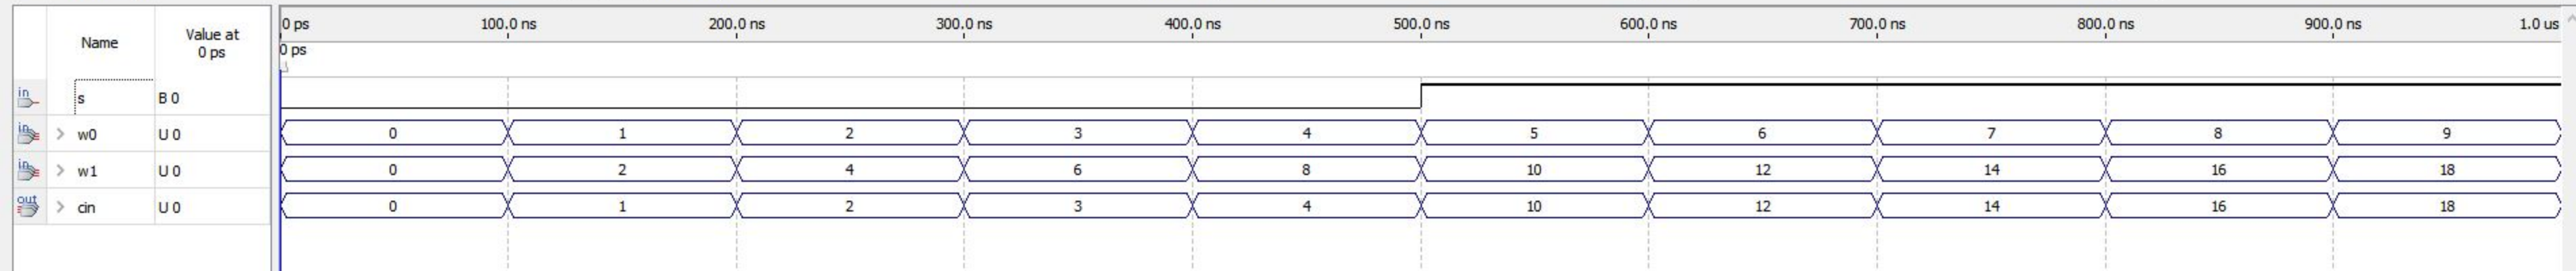 0 ps 100.0 ns 200.0 ns 300.0 ns 400.0 ns 500.0 ns 600.0 ns 700.0 ns 800.0 ns 900.0 ns 1.0 us
Name Value at
0 ps
0 ps
in s B 0
in w0 U 0 0 1 2 3 4 5 6 7 8 9
in w1 U 0 0 2 4 6 8 10 12 14 16 18
out cin U 0 0 1 2 3 4 10 12 14 16 18